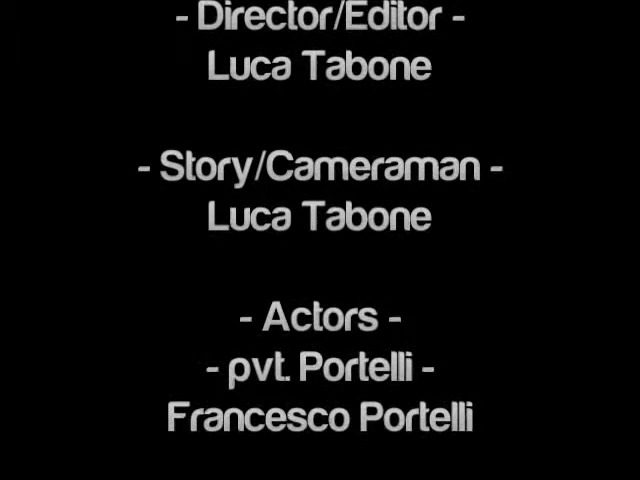 - Director/Editor -
Luca Tabone
- Story/Cameraman -
Luca Tabone
- Actors -
- pvt. Portelli -
Francesco Portelli